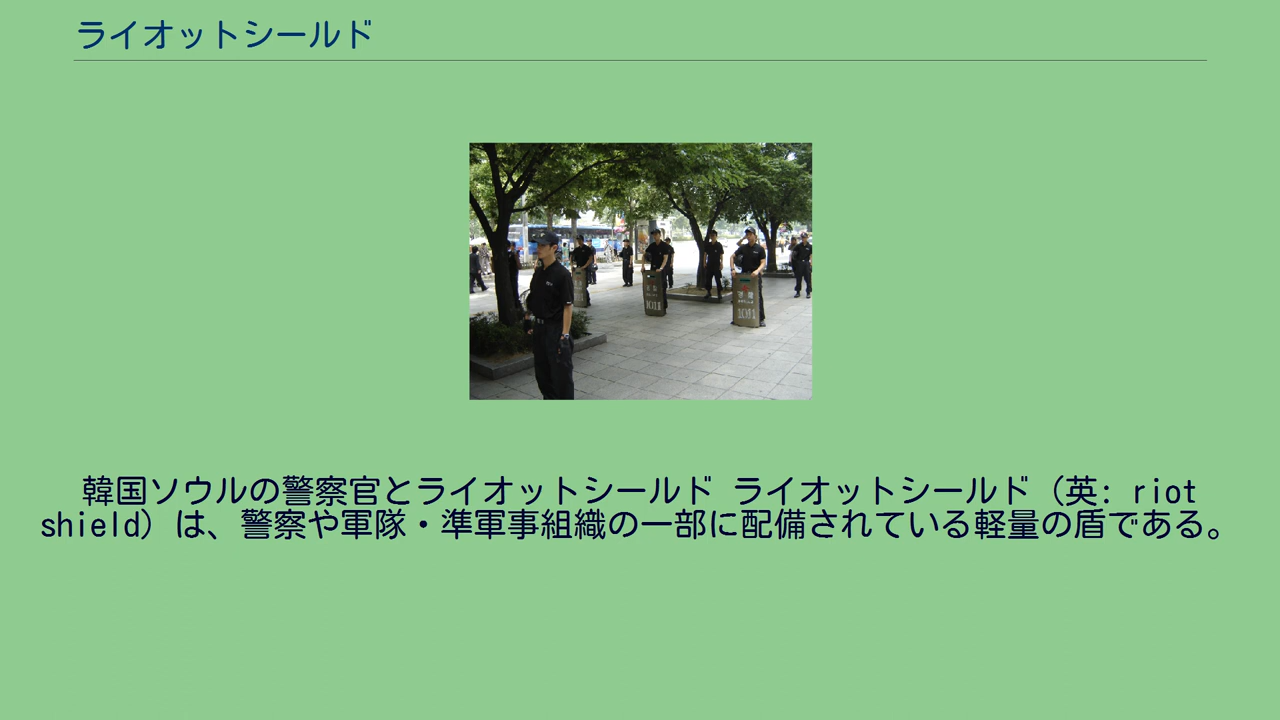 ライオットシールド
韓国ソウルの警察官とライオットシールド ライオットシールド（英: riot
shield）は、警察や軍隊・準軍事組織の一部に配備されている軽量の盾である。